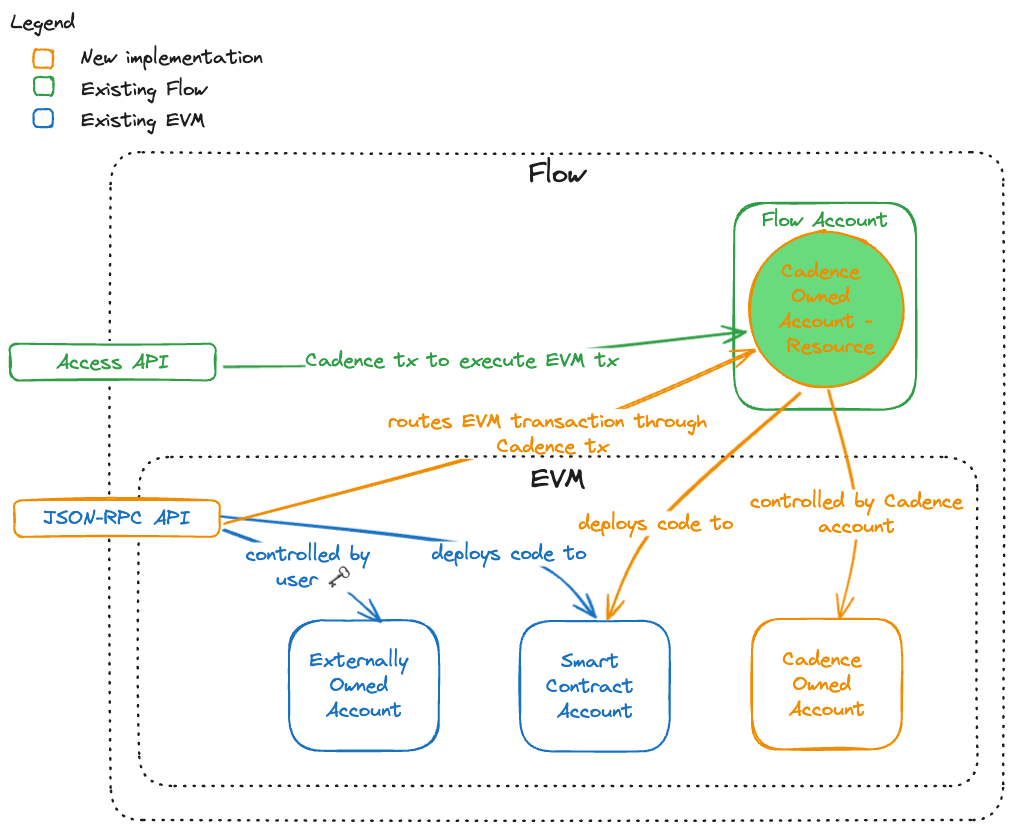 Legend
New implementation
Existing Flow
Existing EVM
Flow
Flow Account
Cadence
Owned
Account -
Resource
Access API
Cadence tx to execute EVM tx
routes EVM transaction through
Cadence tx
EVM
JSON-RPC API
controlled by
user
deploys code to
deploys code to
controlled by Cadence
account
Externally
Owned
Account
Smart
Contract
Account
Cadence
Owned
Account